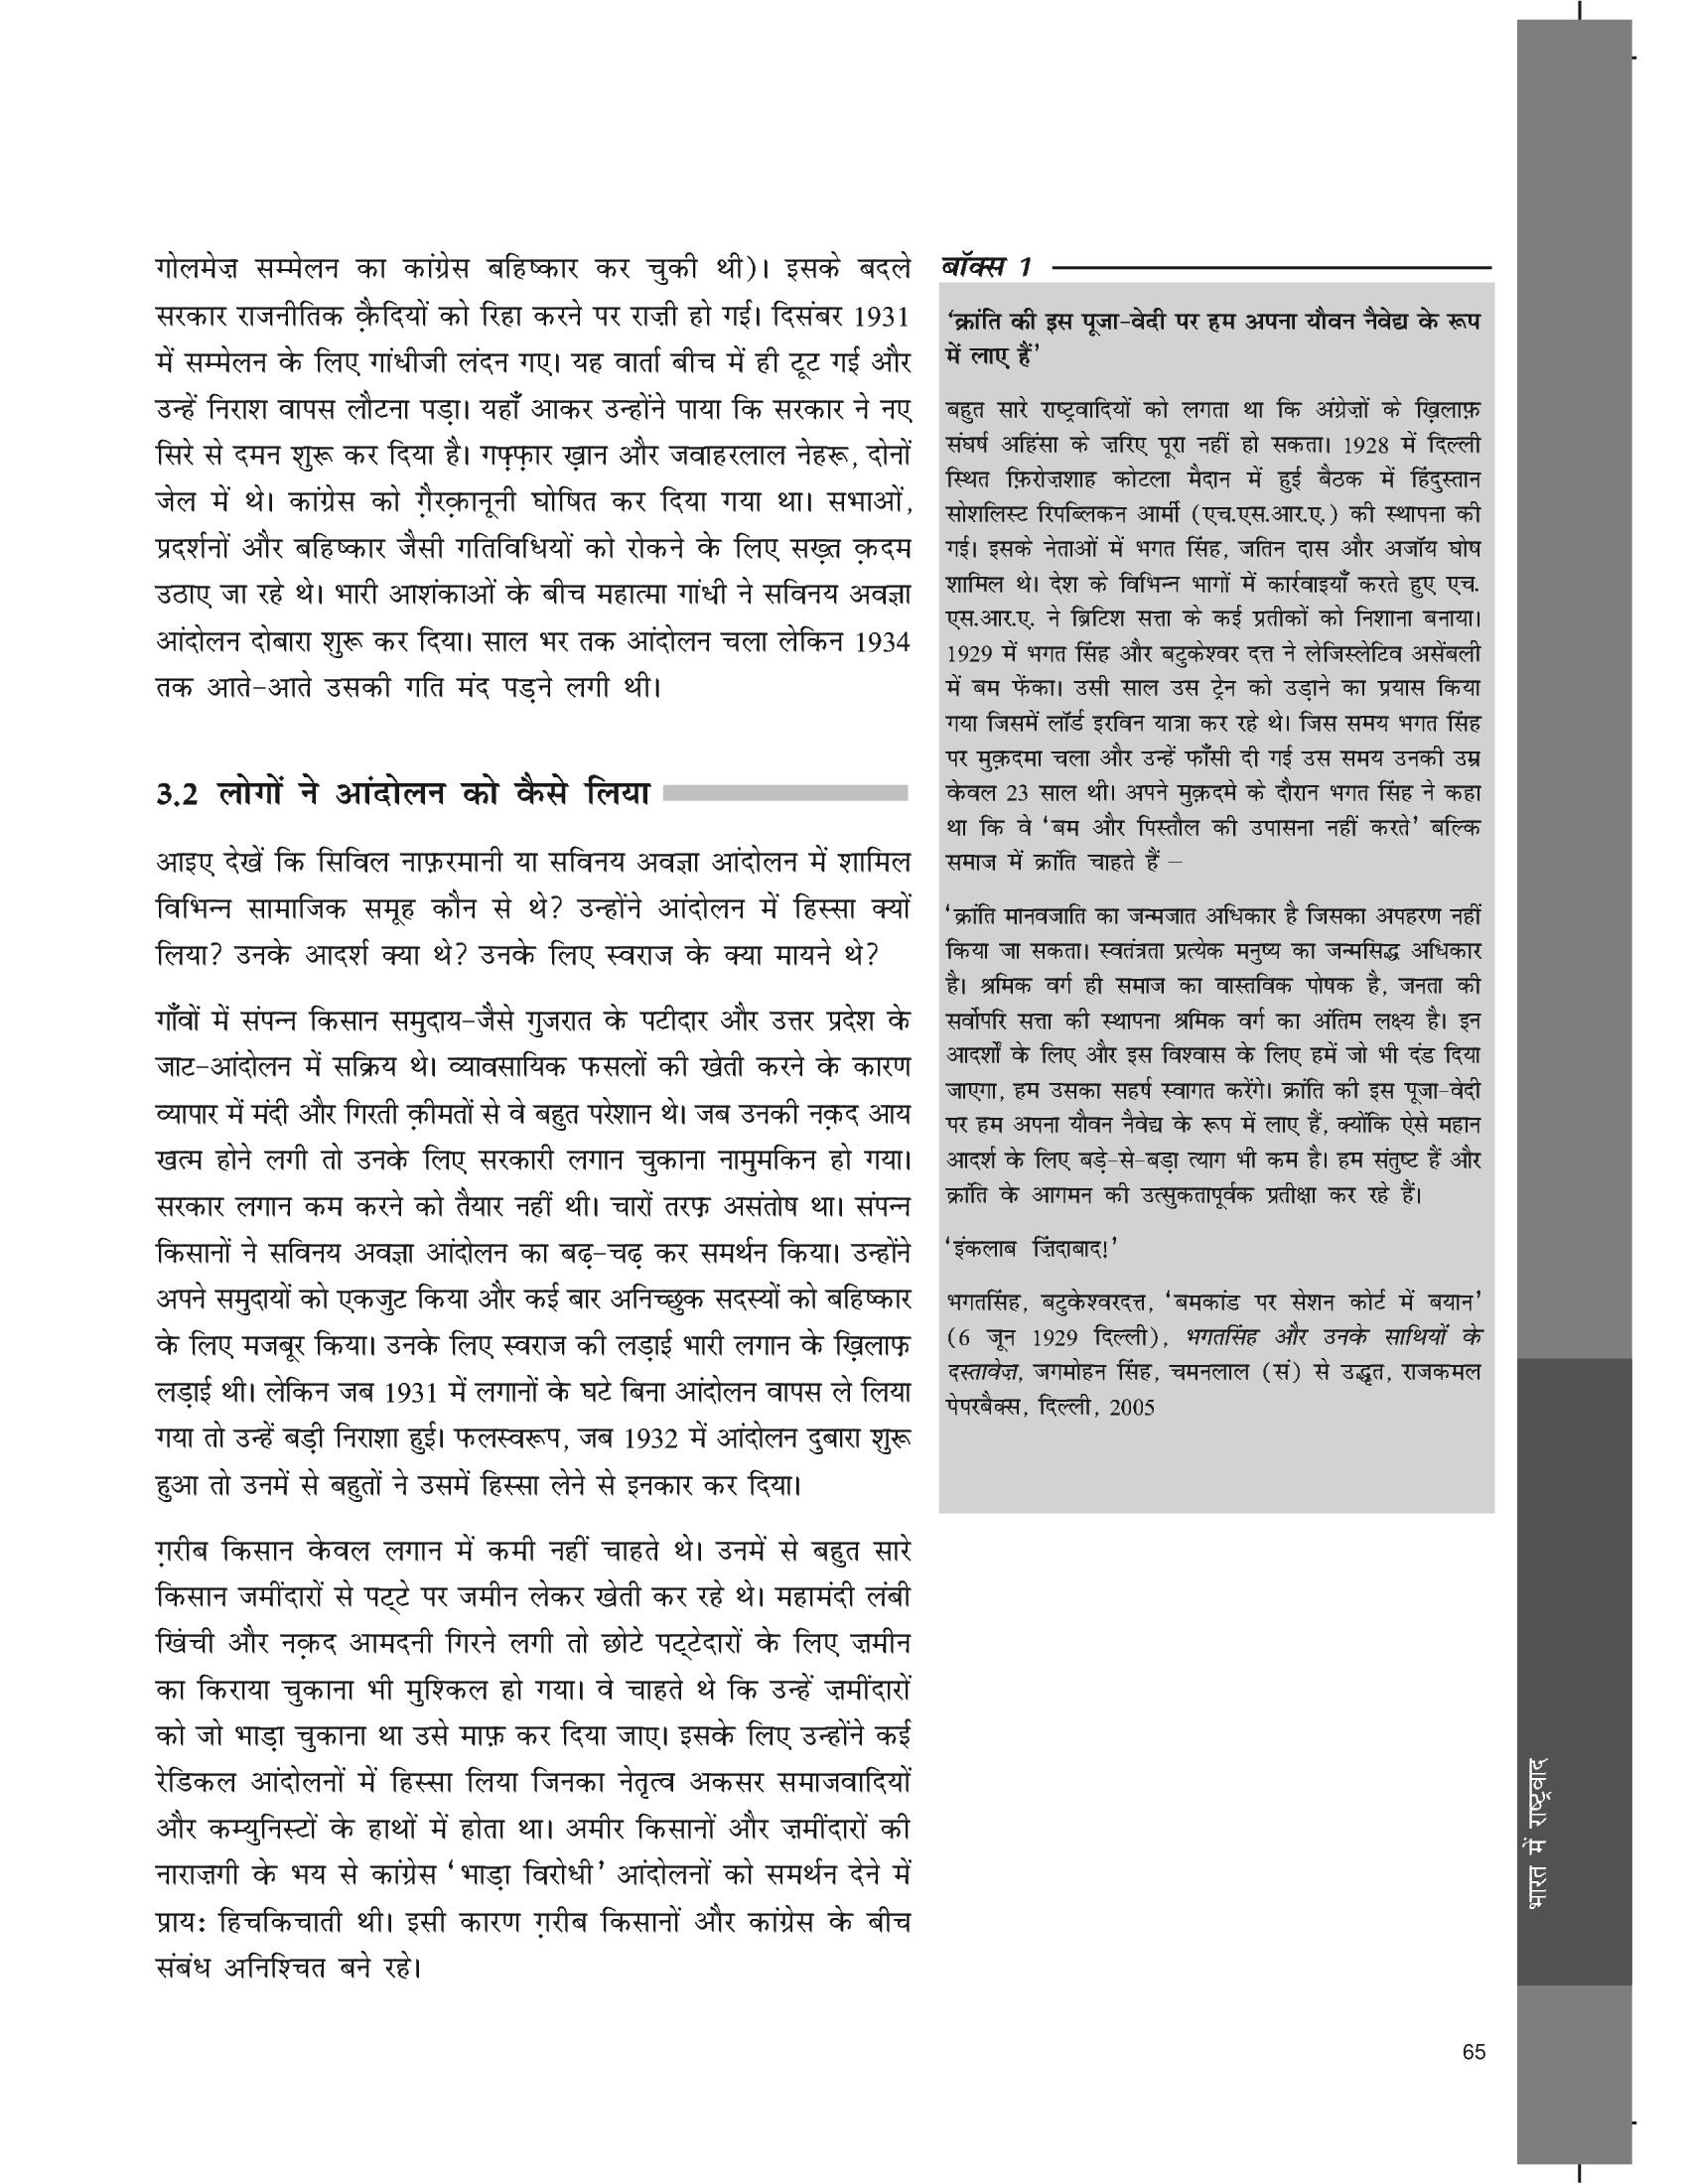 गोलमेज़ सम्मेलन का कांग्रेस बहिष्कार कर चुकी थी)। इसके बदले
सरकार राजनीतिक क़ैदियों को रिहा करने पर राज़ी हो गई। दिसंबर 1931
में सम्मेलन के लिए गांधीजी लंदन गए। यह वार्ता बीच में ही टूट गई और
उन्हें निराश वापस लौटना पड़ा। यहाँ आकर उन्होंने पाया कि सरकार ने नए
सिरे से दमन शुरू कर दिया है। गफ़्फ़ार ख़ान और जवाहरलाल नेहरू, दोनों
जेल में थे। कांग्रेस को ग़ैरक़ानूनी घोषित कर दिया गया था। सभाओं,
प्रदर्शनों और बहिष्कार जैसी गतिविधियों को रोकने के लिए सख़्त क़दम
उठाए जा रहे थे। भारी आशंकाओं के बीच महात्मा गांधी ने सविनय अवज्ञा
आंदोलन दोबारा शुरू कर दिया। साल भर तक आंदोलन चला लेकिन 1934
तक आते-आते उसकी गति मंद पड़ने लगी थी।
3.2 लोगों ने आंदोलन को कैसे लिया
आइए देखें कि सिविल नाफ़रमानी या सविनय अवज्ञा आंदोलन में शामिल
विभिन्न सामाजिक समूह कौन से थे? उन्होंने आंदोलन में हिस्सा क्यों
लिया? उनके आदर्श क्या थे? उनके लिए स्वराज के क्या मायने थे?
गाँवों में संपन्न किसान समुदाय-जैसे गुजरात के पटीदार और उत्तर प्रदेश के
जाट-आंदोलन में सक्रिय थे। व्यावसायिक फसलों की खेती करने के कारण
व्यापार में मंदी और गिरती क़ीमतों से वे बहुत परेशान थे। जब उनकी नक़द आय
खत्म होने लगी तो उनके लिए सरकारी लगान चुकाना नामुमकिन हो गया।
सरकार लगान कम करने को तैयार नहीं थी। चारों तरफ़ असंतोष था। संपन्न
किसानों ने सविनय अवज्ञा आंदोलन का बढ़-चढ़ कर समर्थन किया। उन्होंने
अपने समुदायों को एकजुट किया और कई बार अनिच्छुक सदस्यों को बहिष्कार
के लिए मजबूर किया। उनके लिए स्वराज की लड़ाई भारी लगान के ख़िलाफ़
लड़ाई थी। लेकिन जब 1931 में लगानों के घटे बिना आंदोलन वापस ले लिया
गया तो उन्हें बड़ी निराशा हुई। फलस्वरूप, जब 1932 में आंदोलन दुबारा शुरू
हुआ तो उनमें से बहुतों ने उसमें हिस्सा लेने से इनकार कर दिया।
ग़रीब किसान केवल लगान में कमी नहीं चाहते थे। उनमें से बहुत सारे
किसान जमींदारों से पट्टे पर जमीन लेकर खेती कर रहे थे। महामंदी लंबी
खिंची और नक़द आमदनी गिरने लगी तो छोटे पट्टेदारों के लिए ज़मीन
का किराया चुकाना भी मुश्किल हो गया। वे चाहते थे कि उन्हें ज़मींदारों
को जो भाड़ा चुकाना था उसे माफ़ कर दिया जाए। इसके लिए उन्होंने कई
रेडिकल आंदोलनों में हिस्सा लिया जिनका नेतृत्व अकसर समाजवादियों
और कम्युनिस्टों के हाथों में होता था। अमीर किसानों और ज़मींदारों की
नाराज़गी के भय से कांग्रेस 'भाड़ा विरोधी' आंदोलनों को समर्थन देने में
प्रायः हिचकिचाती थी। इसी कारण ग़रीब किसानों और कांग्रेस के बीच
संबंध अनिश्चित बने रहे।
बॉक्स 1
'क्रांति की इस पूजा-वेदी पर हम अपना यौवन नैवेद्य के रूप
में लाए हैं'
बहुत सारे राष्ट्रवादियों को लगता था कि अंग्रेज़ों के ख़िलाफ़
संघर्ष अहिंसा के ज़रिए पूरा नहीं हो सकता। 1928 में दिल्ली
स्थित फ़िरोज़शाह कोटला मैदान में हुई बैठक में हिंदुस्तान
सोशलिस्ट रिपब्लिकन आर्मी (एच.एस.आर.ए.) की स्थापना की
गई। इसके नेताओं में भगत सिंह, जतिन दास और अजॉय घोष
शामिल थे। देश के विभिन्न भागों में कार्रवाइयाँ करते हुए एच.
एस.आर.ए. ने ब्रिटिश सत्ता के कई प्रतीकों को निशाना बनाया।
1929 में भगत सिंह और बटुकेश्वर दत्त ने लेजिस्लेटिव असेंबली
में बम फेंका। उसी साल उस ट्रेन को उड़ाने का प्रयास किया
गया जिसमें लॉर्ड इरविन यात्रा कर रहे थे। जिस समय भगत सिंह
पर मुक़दमा चला और उन्हें फाँसी दी गई उस समय उनकी उम्र
केवल 23 साल थी। अपने मुक़दमे के दौरान भगत सिंह ने कहा
था कि वे 'बम और पिस्तौल की उपासना नहीं करते' बल्कि
समाज में क्रांति चाहते हैं –
'क्रांति मानवजाति का जन्मजात अधिकार है जिसका अपहरण नहीं
किया जा सकता। स्वतंत्रता प्रत्येक मनुष्य का जन्मसिद्ध अधिकार
है। श्रमिक वर्ग ही समाज का वास्तविक पोषक है, जनता की
सर्वोपरि सत्ता की स्थापना श्रमिक वर्ग का अंतिम लक्ष्य है। इन
आदर्शों के लिए और इस विश्वास के लिए हमें जो भी दंड दिया
जाएगा, हम उसका सहर्ष स्वागत करेंगे। क्रांति की इस पूजा-वेदी
पर हम अपना यौवन नैवेद्य के रूप में लाए हैं, क्योंकि ऐसे महान
आदर्श के लिए बड़े-से-बड़ा त्याग भी कम है। हम संतुष्ट हैं और
क्रांति के आगमन की उत्सुकतापूर्वक प्रतीक्षा कर रहे हैं।
'इंकलाब ज़िंदाबाद!'
भगतसिंह, बटुकेश्वरदत्त, 'बमकांड पर सेशन कोर्ट में बयान'
(6 जून 1929 दिल्ली), भगतसिंह और उनके साथियों के
दस्तावेज़, जगमोहन सिंह, चमनलाल (सं) से उद्धृत, राजकमल
पेपरबैक्स, दिल्ली, 2005
भारत में राष्ट्रवाद
65